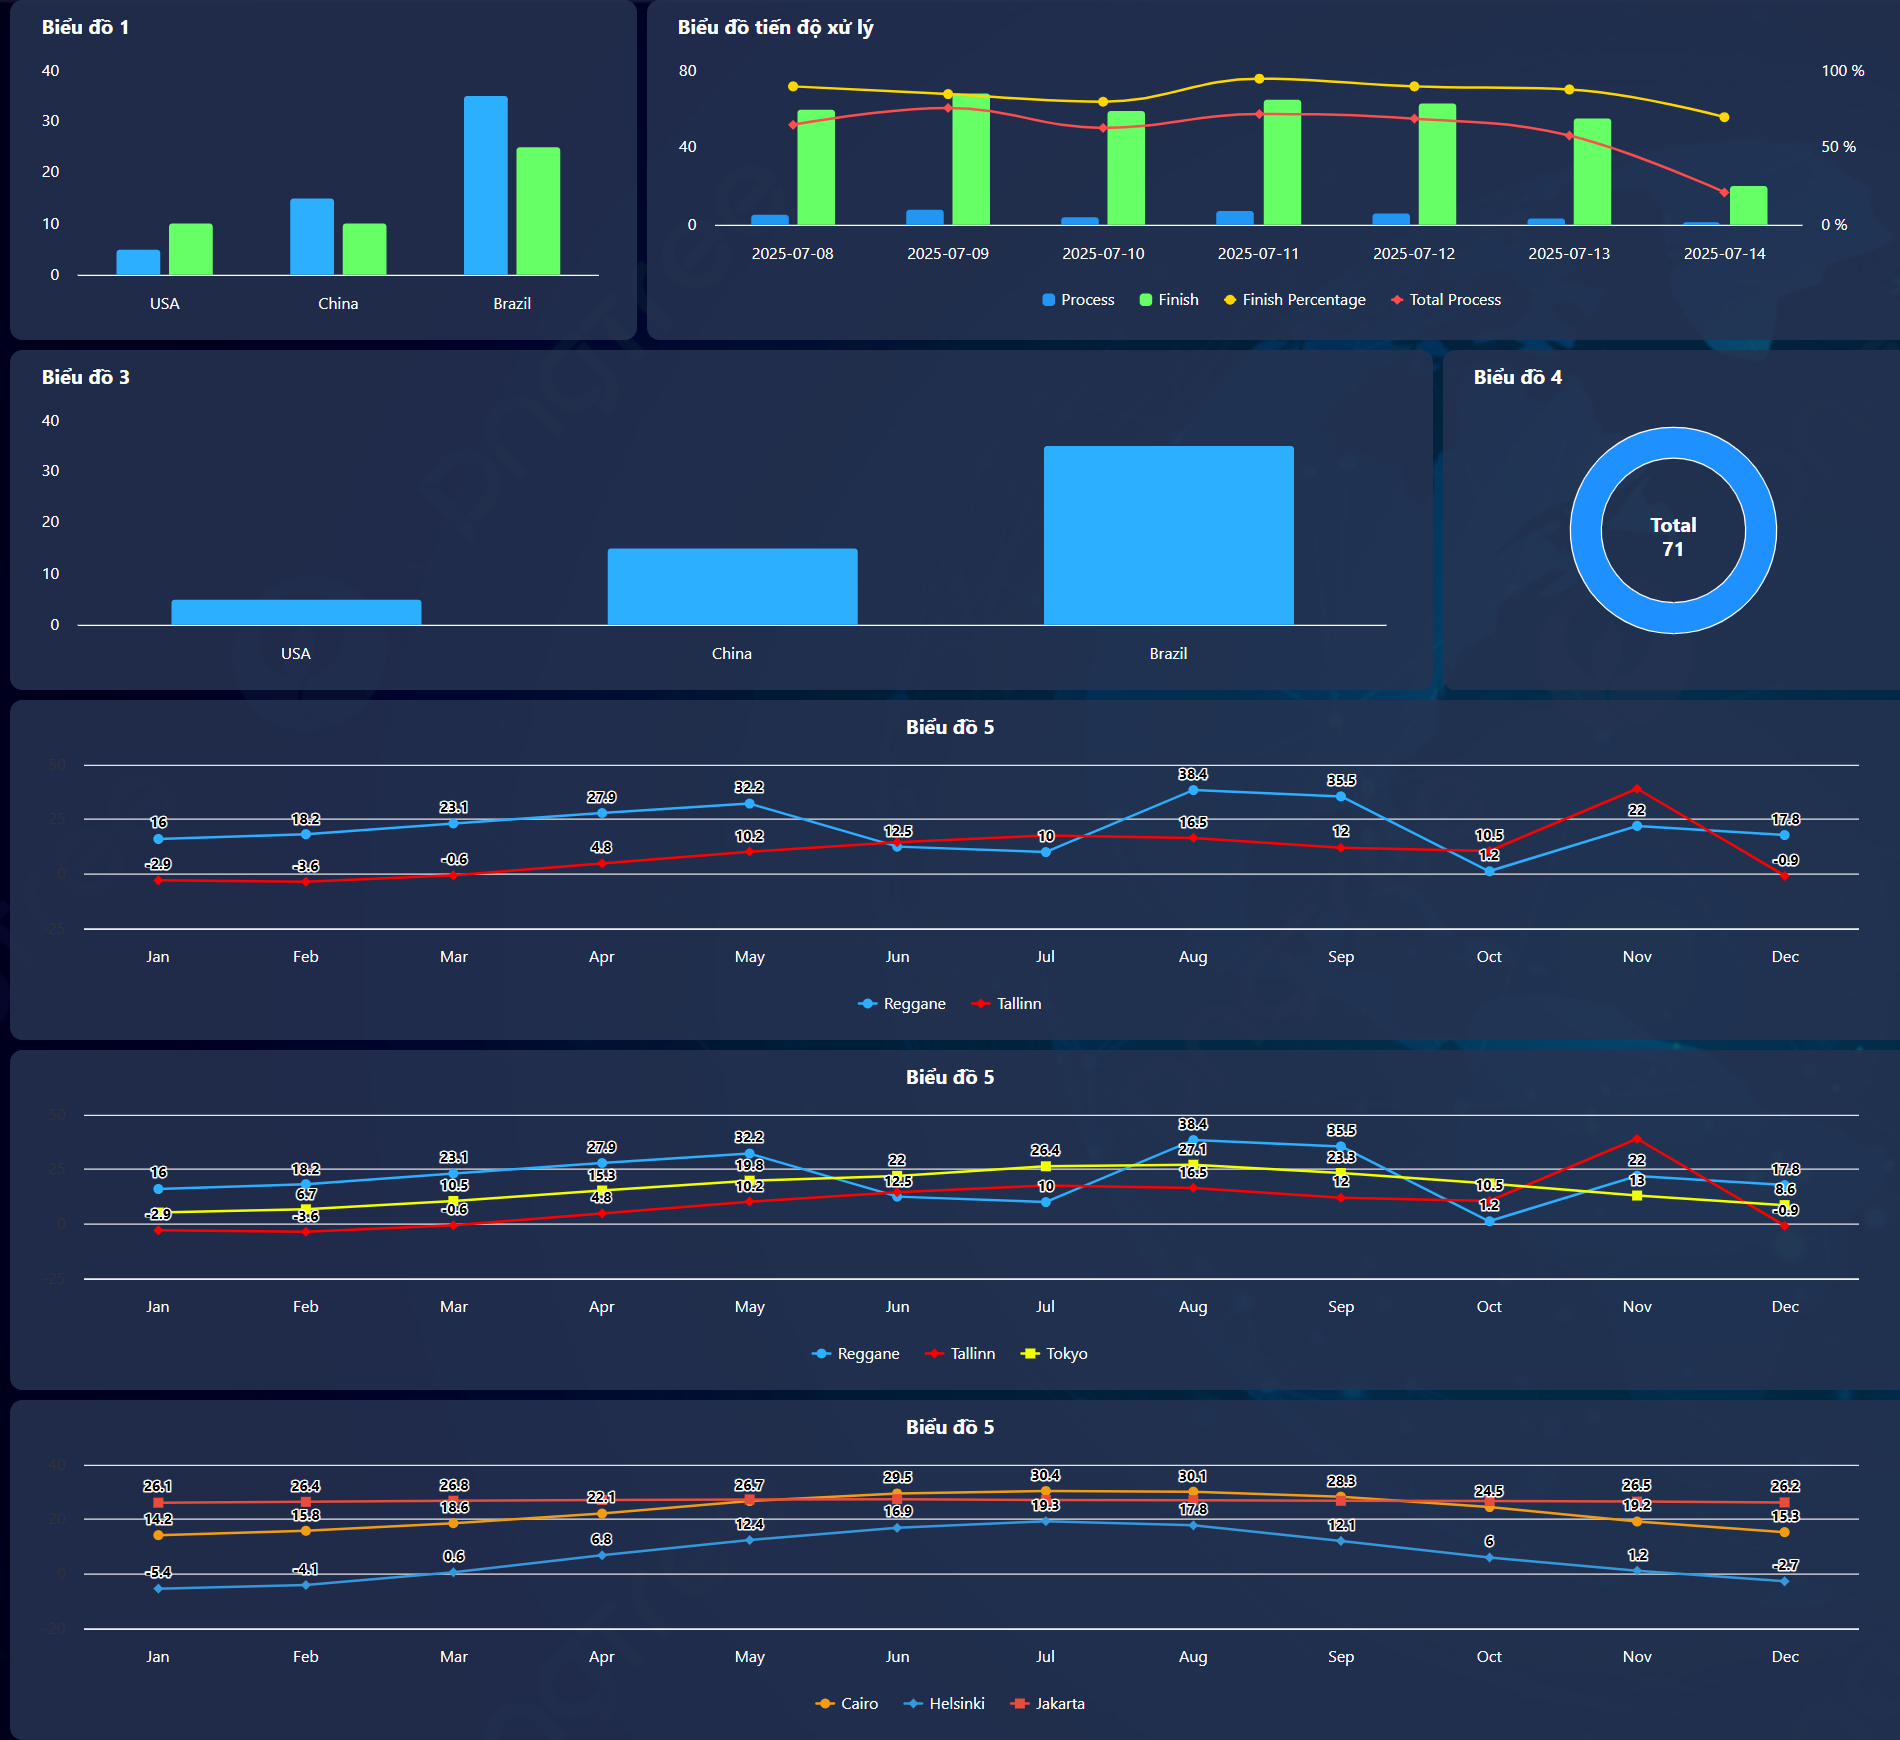 Biểu đồ 1
40
30
20
10
0
USA China Brazil
Biểu đồ tiến độ xử lý
80 100 %
40 50 %
0 0 %
2025-07-08 2025-07-09 2025-07-10 2025-07-11 2025-07-12 2025-07-13 2025-07-14
Process Finish Finish Percentage Total Process
Biểu đồ 3
40
30
20
10
0
USA China Brazil
Biểu đồ 4
Total
71
Biểu đồ 5
50
25
0
-25
16 18.2 23.1 27.9 32.2 12.5 10 38.4 35.5 1.2 22 17.8
-2.9 -3.6 -0.6 4.8 10.2 16.5 12 10.5 -0.9
Jan Feb Mar Apr May Jun Jul Aug Sep Oct Nov Dec
Reggane Tallinn
Biểu đồ 5
50
25
0
-25
16 18.2 23.1 27.9 32.2 12.5 10 38.4 35.5 1.2 22 17.8
-2.9 -3.6 -0.6 4.8 10.2 16.5 12 10.5 -0.9
6.7 10.5 15.3 19.8 22 26.4 27.1 23.3 13 8.6
Jan Feb Mar Apr May Jun Jul Aug Sep Oct Nov Dec
Reggane Tallinn Tokyo
Biểu đồ 5
40
20
0
-20
26.1 26.4 26.8 26.7 26.5 26.2
14.2 15.8 18.6 22.1 29.5 30.4 30.1 28.3 24.5 19.2 15.3
-5.4 -4.1 0.6 6.8 12.4 16.9 19.3 17.8 12.1 6 1.2 -2.7
Jan Feb Mar Apr May Jun Jul Aug Sep Oct Nov Dec
Cairo Helsinki Jakarta